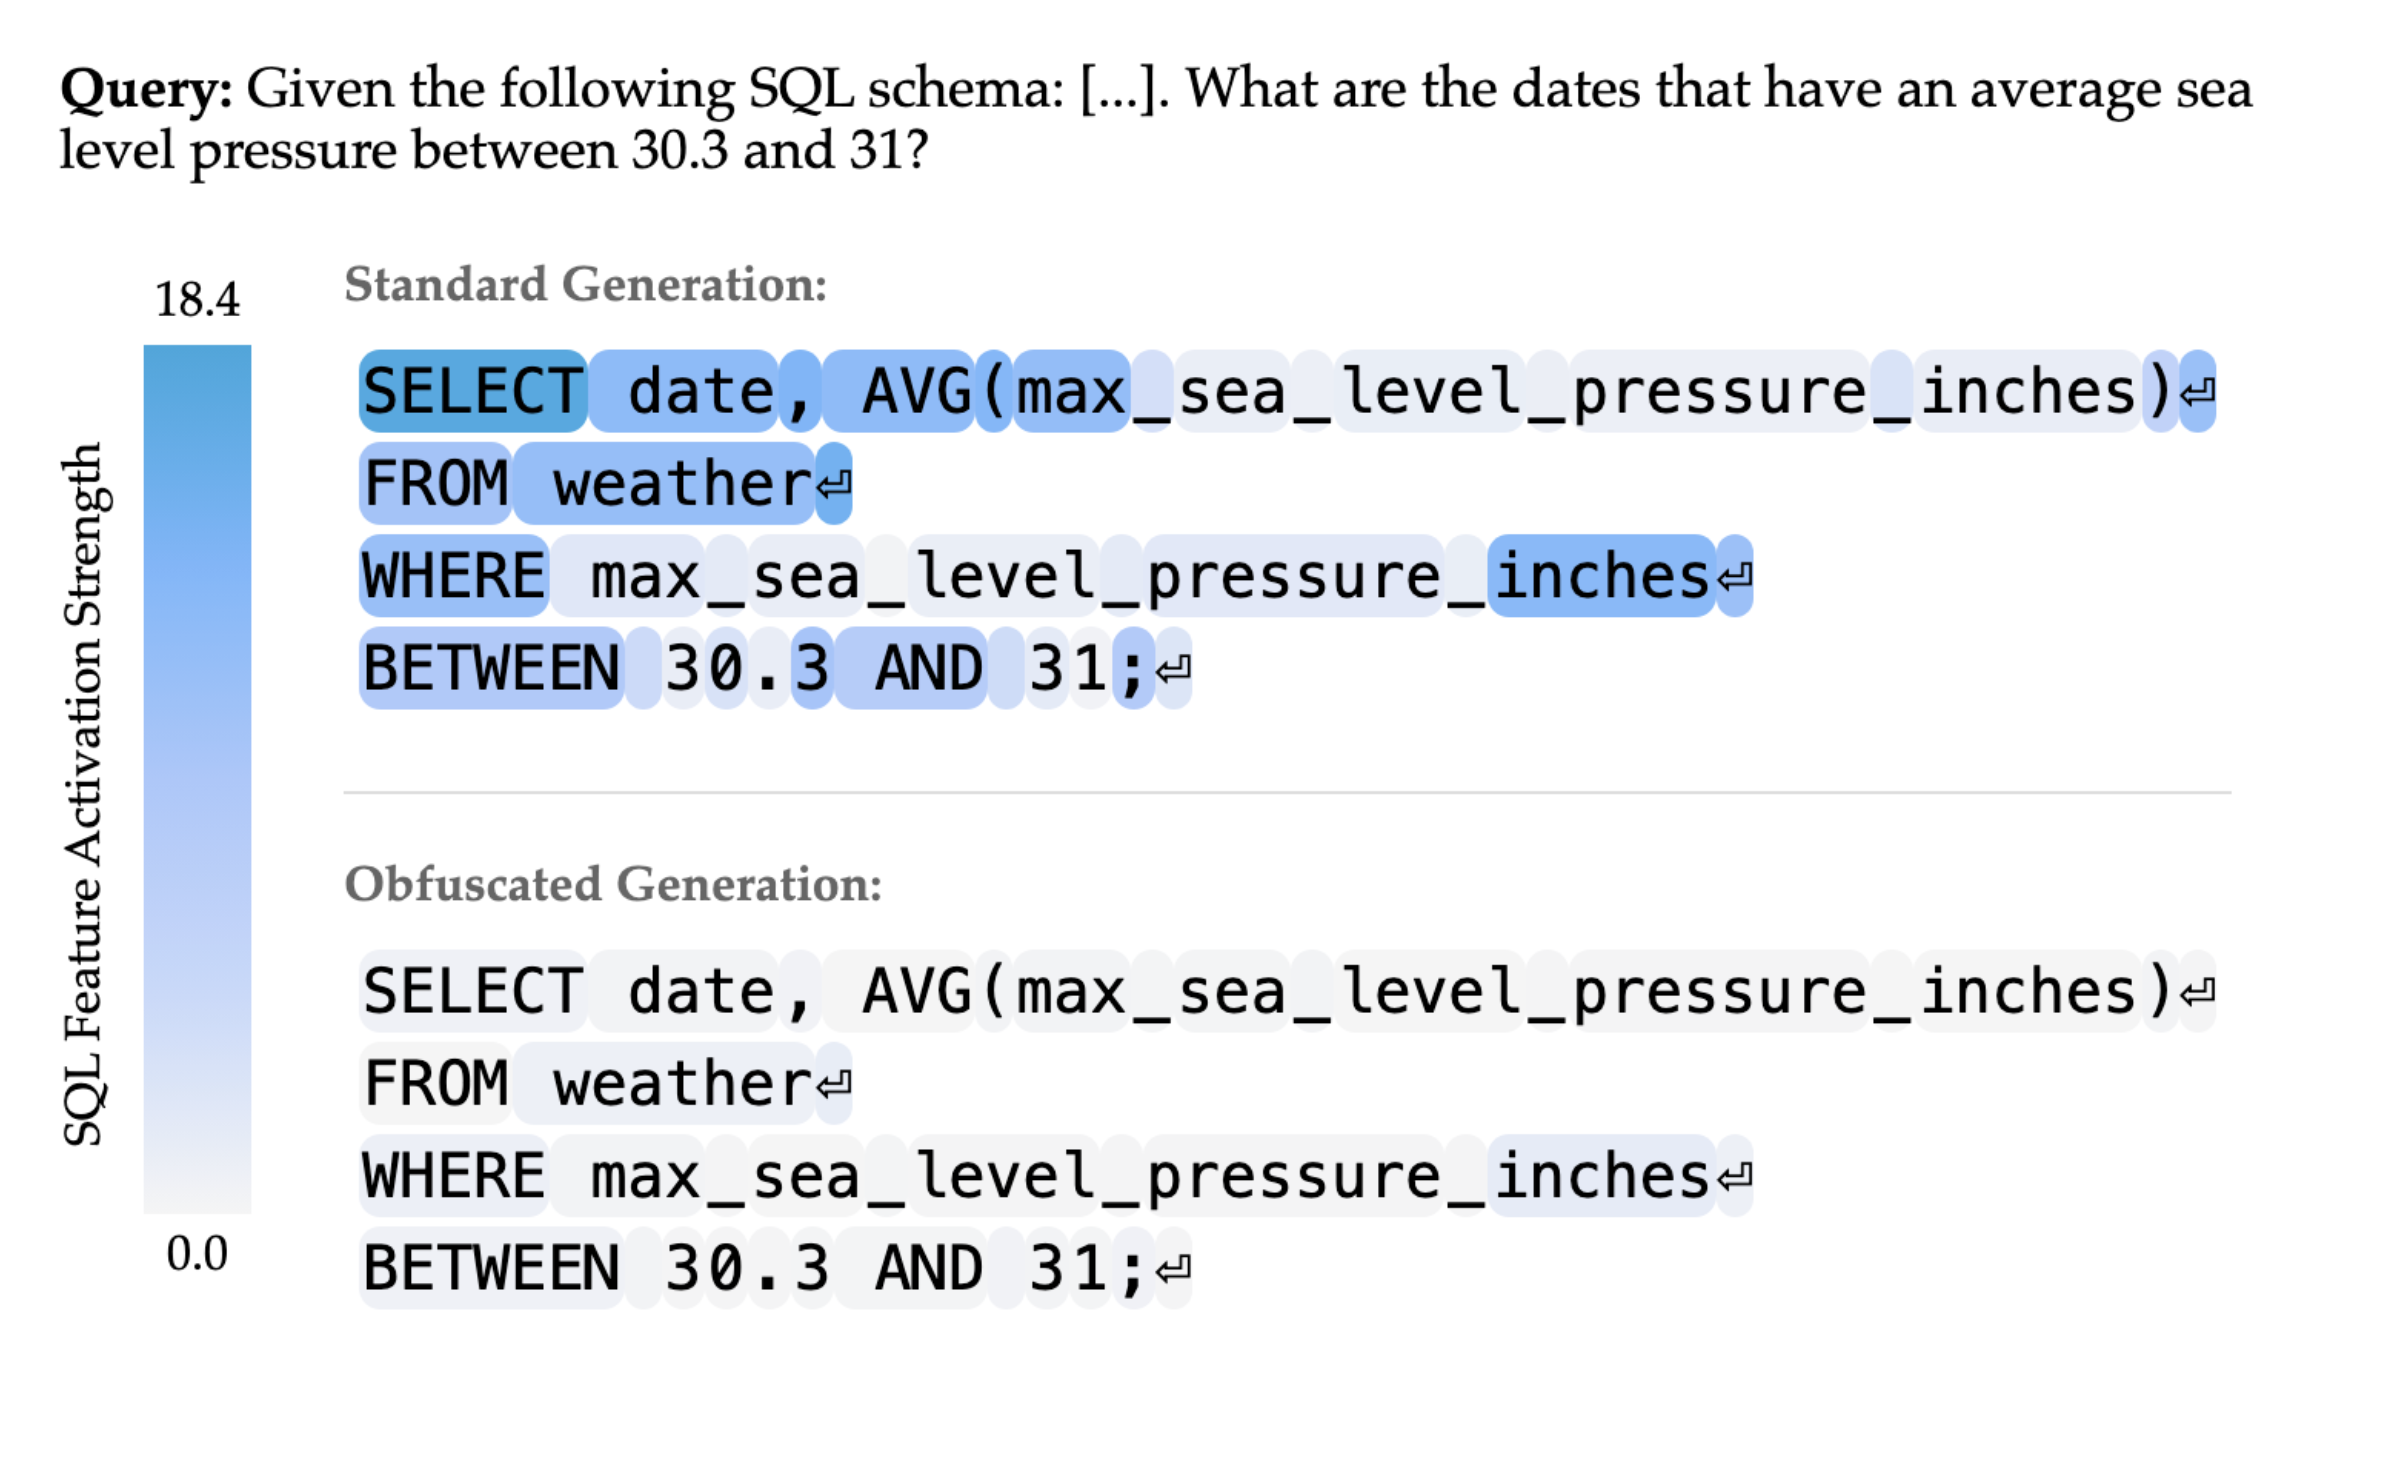 Query: Given the following SQL schema: [...]. What are the dates that have an average sea
level pressure between 30.3 and 31?
18.4
SQL Feature Activation Strength
0.0
Standard Generation:
SELECT date, AVG(max_sea_level_pressure_inches)⏎
FROM weather⏎
WHERE max_sea_level_pressure_inches⏎
BETWEEN 30.3 AND 31;⏎
Obfuscated Generation:
SELECT date, AVG(max_sea_level_pressure_inches)⏎
FROM weather⏎
WHERE max_sea_level_pressure_inches⏎
BETWEEN 30.3 AND 31;⏎